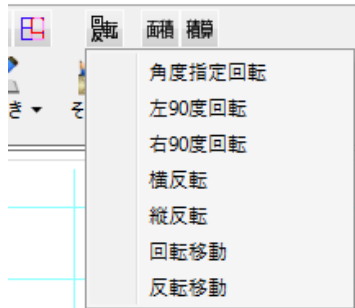 回反転 面積 積算
き▼ そ
角度指定回転
左90度回転
右90度回転
横反転
縦反転
回転移動
反転移動